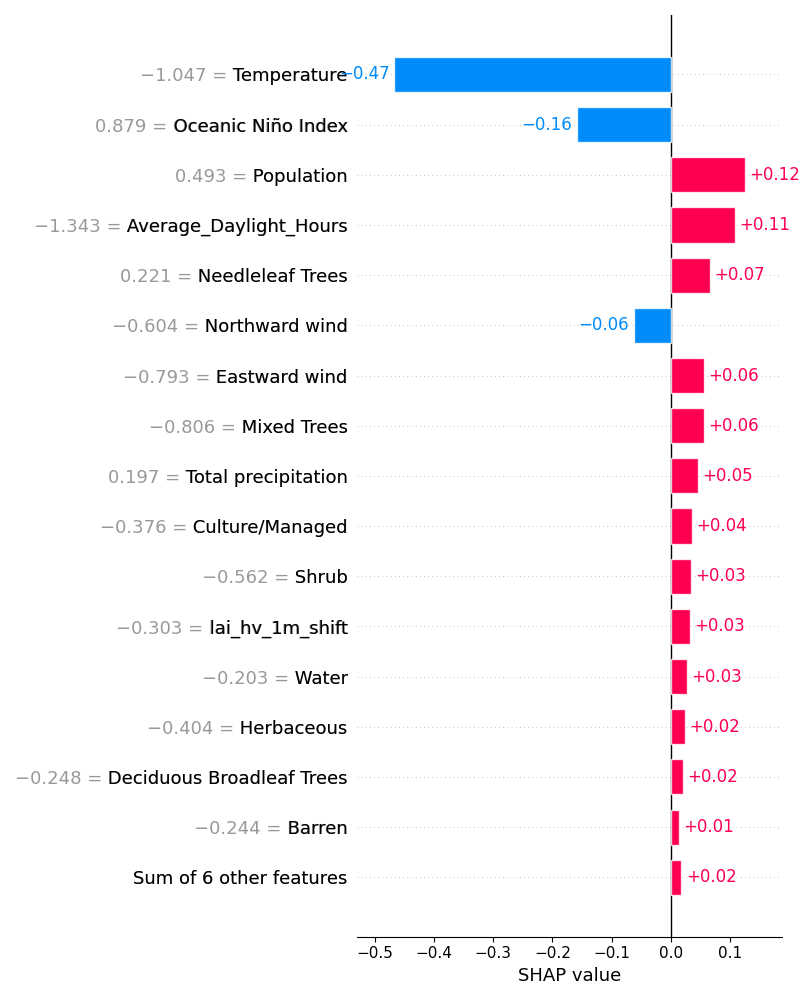 −1.047 = Temperature −0.47
0.879 = Oceanic Niño Index −0.16
0.493 = Population +0.12
−1.343 = Average_Daylight_Hours +0.11
0.221 = Needleleaf Trees +0.07
−0.604 = Northward wind −0.06
−0.793 = Eastward wind +0.06
−0.806 = Mixed Trees +0.06
0.197 = Total precipitation +0.05
−0.376 = Culture/Managed +0.04
−0.562 = Shrub +0.03
−0.303 = lai_hv_1m_shift +0.03
−0.203 = Water +0.03
−0.404 = Herbaceous +0.02
−0.248 = Deciduous Broadleaf Trees +0.02
−0.244 = Barren +0.01
Sum of 6 other features +0.02
−0.5 −0.4 −0.3 −0.2 −0.1 0.0 0.1
SHAP value